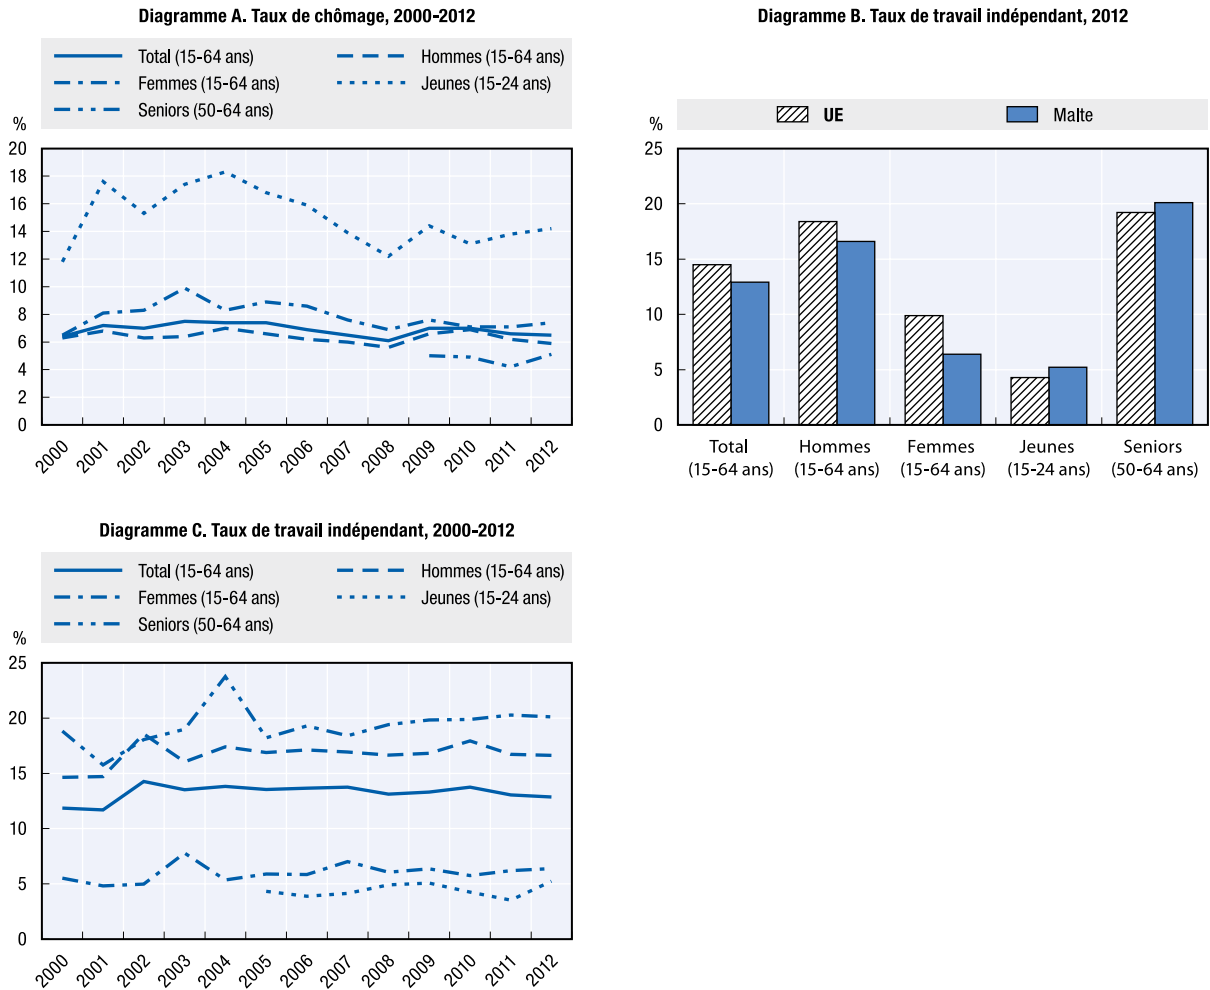 Diagramme A. Taux de chômage, 2000-2012
Total (15-64 ans)
Hommes (15-64 ans)
Femmes (15-64 ans)
Jeunes (15-24 ans)
Seniors (50-64 ans)
%
20
18
16
14
12
10
8
6
4
2
0
2000
2001
2002
2003
2004
2005
2006
2007
2008
2009
2010
2011
2012
Diagramme B. Taux de travail indépendant, 2012
UE
Malte
%
25
20
15
10
5
0
Total
(15-64 ans)
Hommes
(15-64 ans)
Femmes
(15-64 ans)
Jeunes
(15-24 ans)
Seniors
(50-64 ans)
Diagramme C. Taux de travail indépendant, 2000-2012
Total (15-64 ans)
Hommes (15-64 ans)
Femmes (15-64 ans)
Jeunes (15-24 ans)
Seniors (50-64 ans)
%
25
20
15
10
5
0
2000
2001
2002
2003
2004
2005
2006
2007
2008
2009
2010
2011
2012